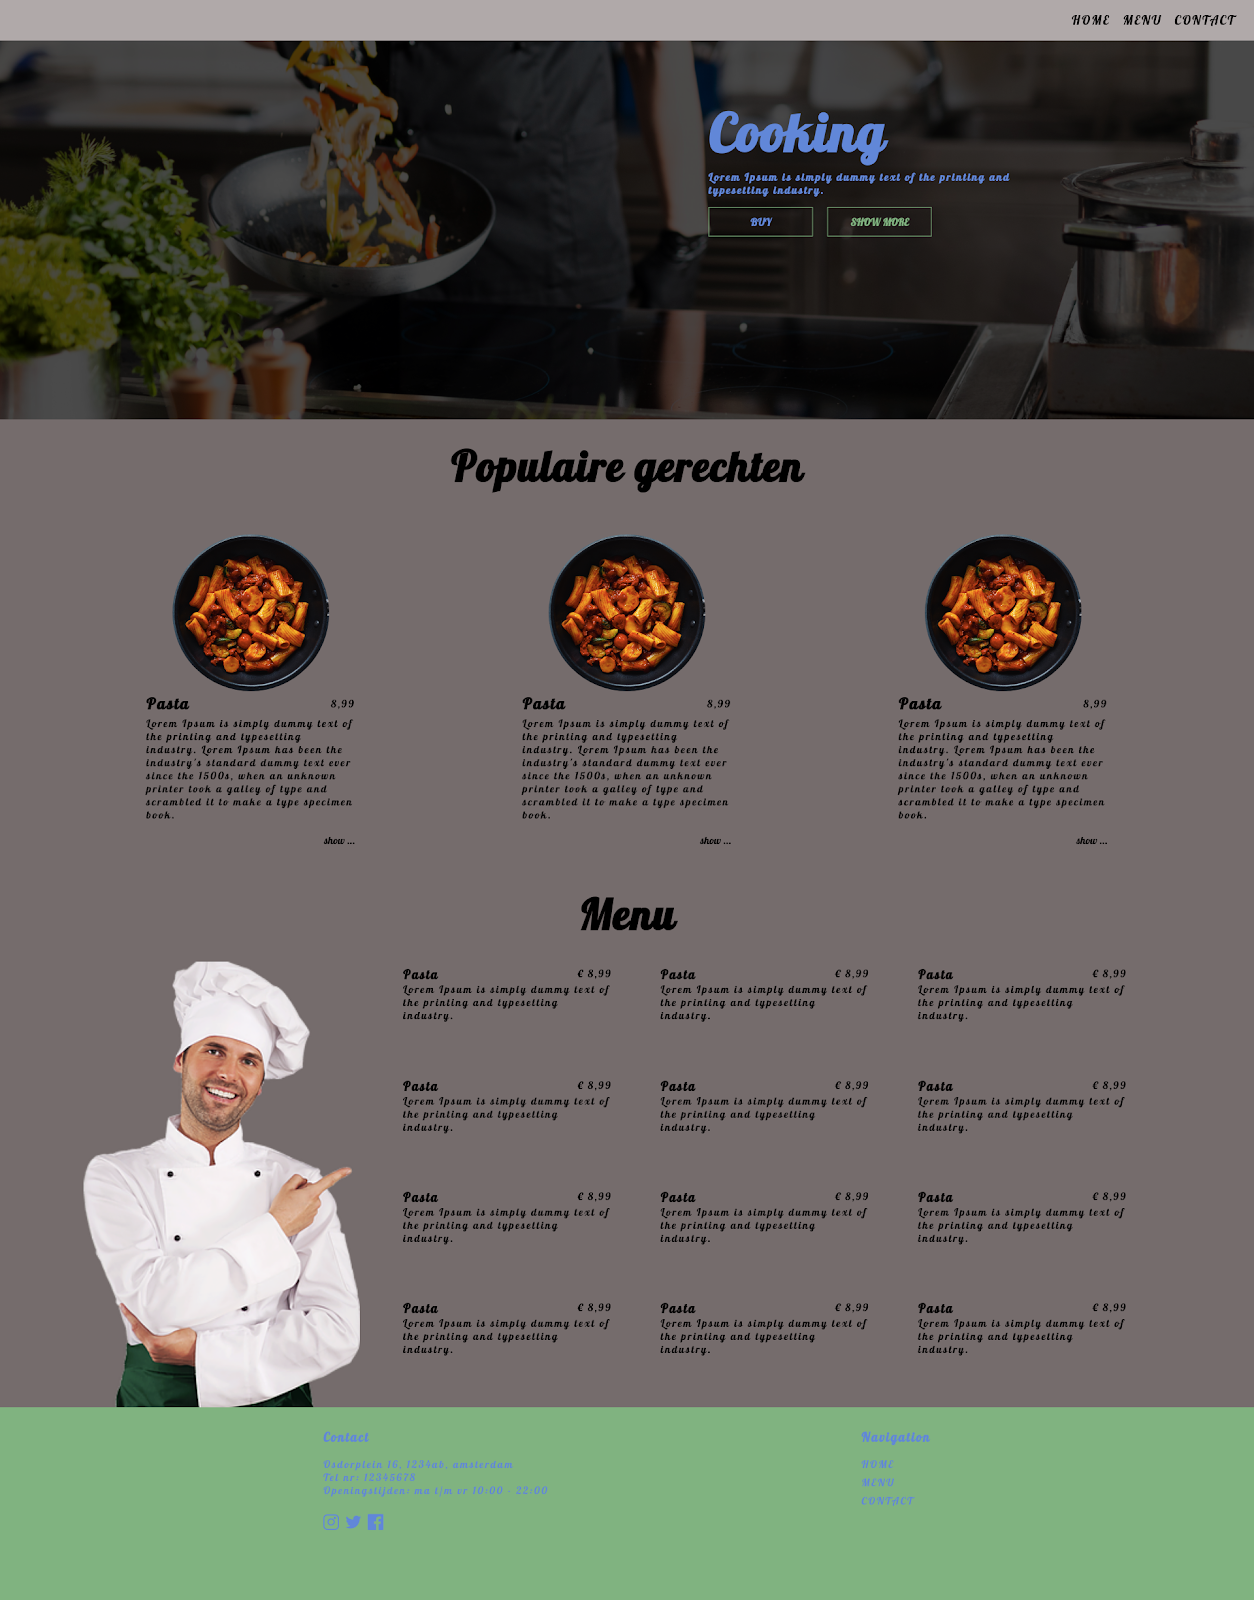 HOME MENU CONTACT
Cooking
Lorem Ipsum is simply dummy text of the printing and
typesetting industry.
BUY SHOW MORE
Populaire gerechten
Pasta 8,99
Lorem Ipsum is simply dummy text of
the printing and typesetting
industry. Lorem Ipsum has been the
industry's standard dummy text ever
since the 1500s, when an unknown
printer took a galley of type and
scrambled it to make a type specimen
book.
show ...
Pasta 8,99
Lorem Ipsum is simply dummy text of
the printing and typesetting
industry. Lorem Ipsum has been the
industry's standard dummy text ever
since the 1500s, when an unknown
printer took a galley of type and
scrambled it to make a type specimen
book.
show ...
Pasta 8,99
Lorem Ipsum is simply dummy text of
the printing and typesetting
industry. Lorem Ipsum has been the
industry's standard dummy text ever
since the 1500s, when an unknown
printer took a galley of type and
scrambled it to make a type specimen
book.
show ...
Menu
Pasta € 8,99
Lorem Ipsum is simply dummy text of
the printing and typesetting
industry.
Pasta € 8,99
Lorem Ipsum is simply dummy text of
the printing and typesetting
industry.
Pasta € 8,99
Lorem Ipsum is simply dummy text of
the printing and typesetting
industry.
Pasta € 8,99
Lorem Ipsum is simply dummy text of
the printing and typesetting
industry.
Pasta € 8,99
Lorem Ipsum is simply dummy text of
the printing and typesetting
industry.
Pasta € 8,99
Lorem Ipsum is simply dummy text of
the printing and typesetting
industry.
Pasta € 8,99
Lorem Ipsum is simply dummy text of
the printing and typesetting
industry.
Pasta € 8,99
Lorem Ipsum is simply dummy text of
the printing and typesetting
industry.
Pasta € 8,99
Lorem Ipsum is simply dummy text of
the printing and typesetting
industry.
Pasta € 8,99
Lorem Ipsum is simply dummy text of
the printing and typesetting
industry.
Pasta € 8,99
Lorem Ipsum is simply dummy text of
the printing and typesetting
industry.
Pasta € 8,99
Lorem Ipsum is simply dummy text of
the printing and typesetting
industry.
Contact
Osdorplein 16, 1234ab, amsterdam
Tel nr: 12345678
Openingstijden: ma t/m vr 10:00 - 22:00
Navigation
HOME
MENU
CONTACT